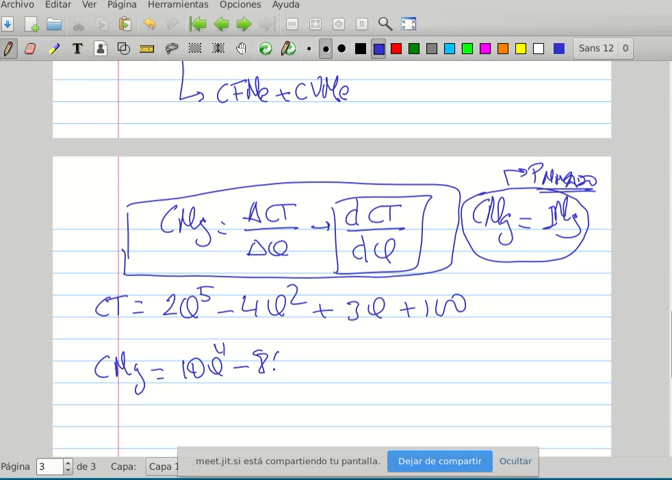 Archivo Editar Ver Página Herramientas Opciones Ayuda
Sans 12 0
↳ CFMe + CVMe
→ P MERCADO
CMg = ΔCT/ΔQ → dCT/dQ CMg = IMg
CT = 2Q⁵ - 4Q² + 3Q + 100
CMg = 10Q⁴ - 8
Página 3 de 3 Capa: Capa 1
meet.jit.si está compartiendo tu pantalla. Dejar de compartir Ocultar